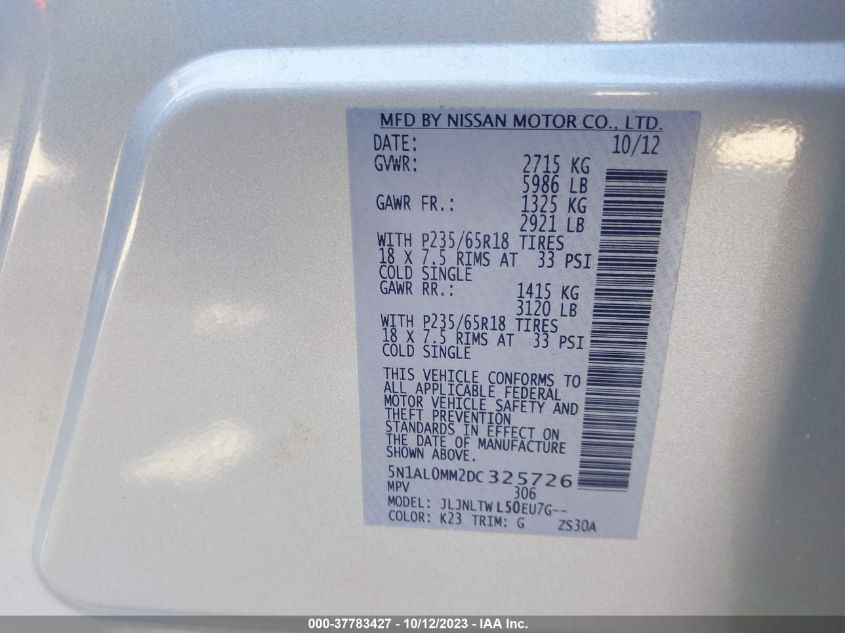 MFD BY NISSAN MOTOR CO., LTD.
DATE: 10/12
GVWR: 2715 KG
5986 LB
GAWR FR.: 1325 KG
2921 LB
WITH P235/65R18 TIRES
18 X 7.5 RIMS AT 33 PSI
COLD SINGLE
GAWR RR.: 1415 KG
3120 LB
WITH P235/65R18 TIRES
18 X 7.5 RIMS AT 33 PSI
COLD SINGLE
THIS VEHICLE CONFORMS TO
ALL APPLICABLE FEDERAL
MOTOR VEHICLE SAFETY AND
THEFT PREVENTION
STANDARDS IN EFFECT ON
THE DATE OF MANUFACTURE
SHOWN ABOVE.
5N1AL0MM2DC325726
MPV 306
MODEL: JLJNLTWL50EU7G--
COLOR: K23 TRIM: G ZS30A
000-37783427 - 10/12/2023 - IAA Inc.